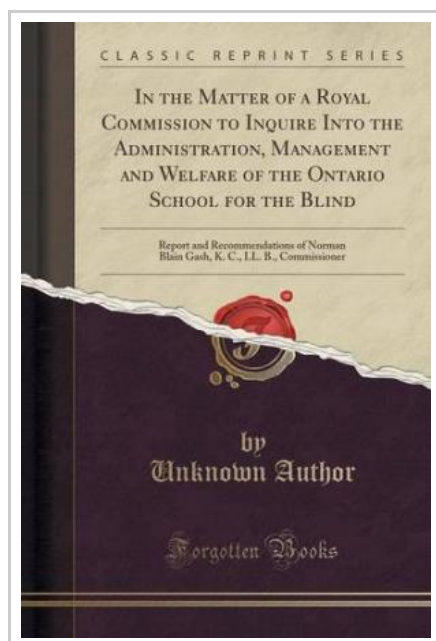 CLASSIC REPRINT SERIES
IN THE MATTER OF A ROYAL
COMMISSION TO INQUIRE INTO THE
ADMINISTRATION, MANAGEMENT
AND WELFARE OF THE ONTARIO
SCHOOL FOR THE BLIND
Report and Recommendations of Norman
Blain Gash, K. C., LL. B., Commissioner
by
Unknown Author
Forgotten Books